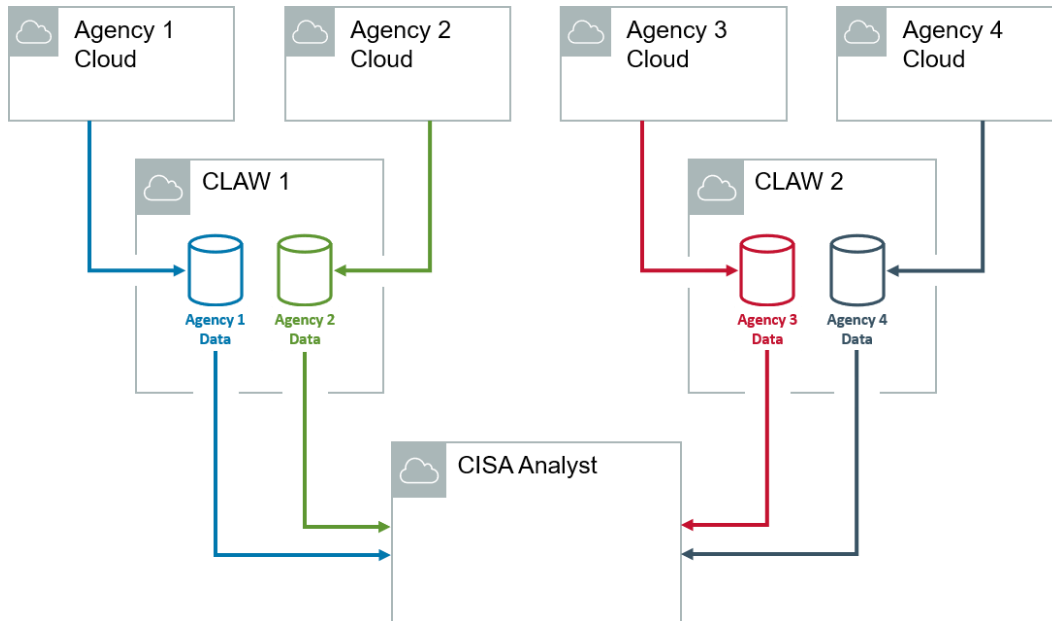 Agency 1
Cloud
Agency 2
Cloud
Agency 3
Cloud
Agency 4
Cloud
CLAW 1
CLAW 2
Agency 1
Data
Agency 2
Data
Agency 3
Data
Agency 4
Data
CISA Analyst